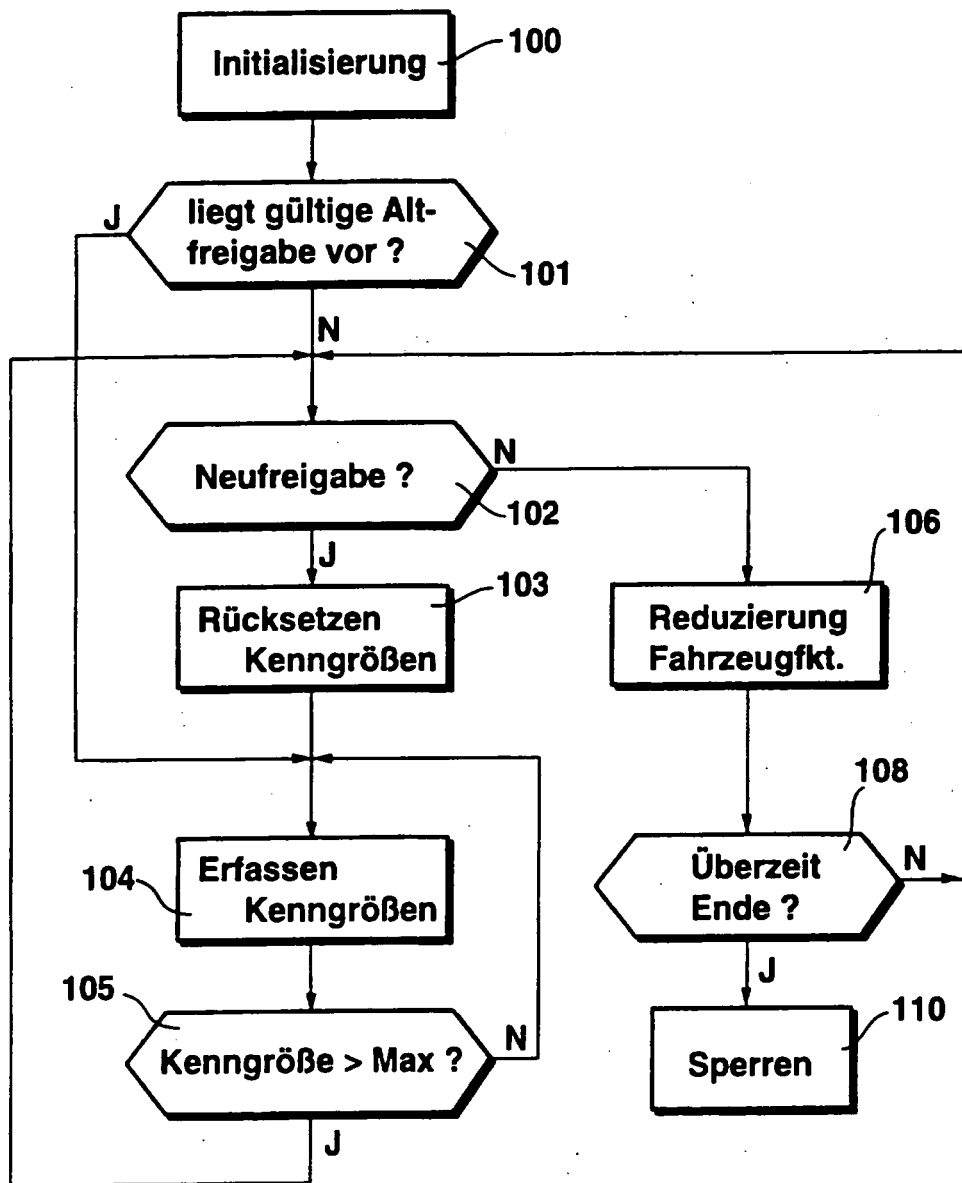 100
Initialisierung
J
liegt gültige Alt-
freigabe vor ?
101
N
Neufreigabe ?
N
102
J
103
Rücksetzen
Kenngrößen
106
Reduzierung
Fahrzeugfkt.
104
Erfassen
Kenngrößen
108
Überzeit
Ende ?
N
J
105
Kenngröße > Max ?
N
J
110
Sperren